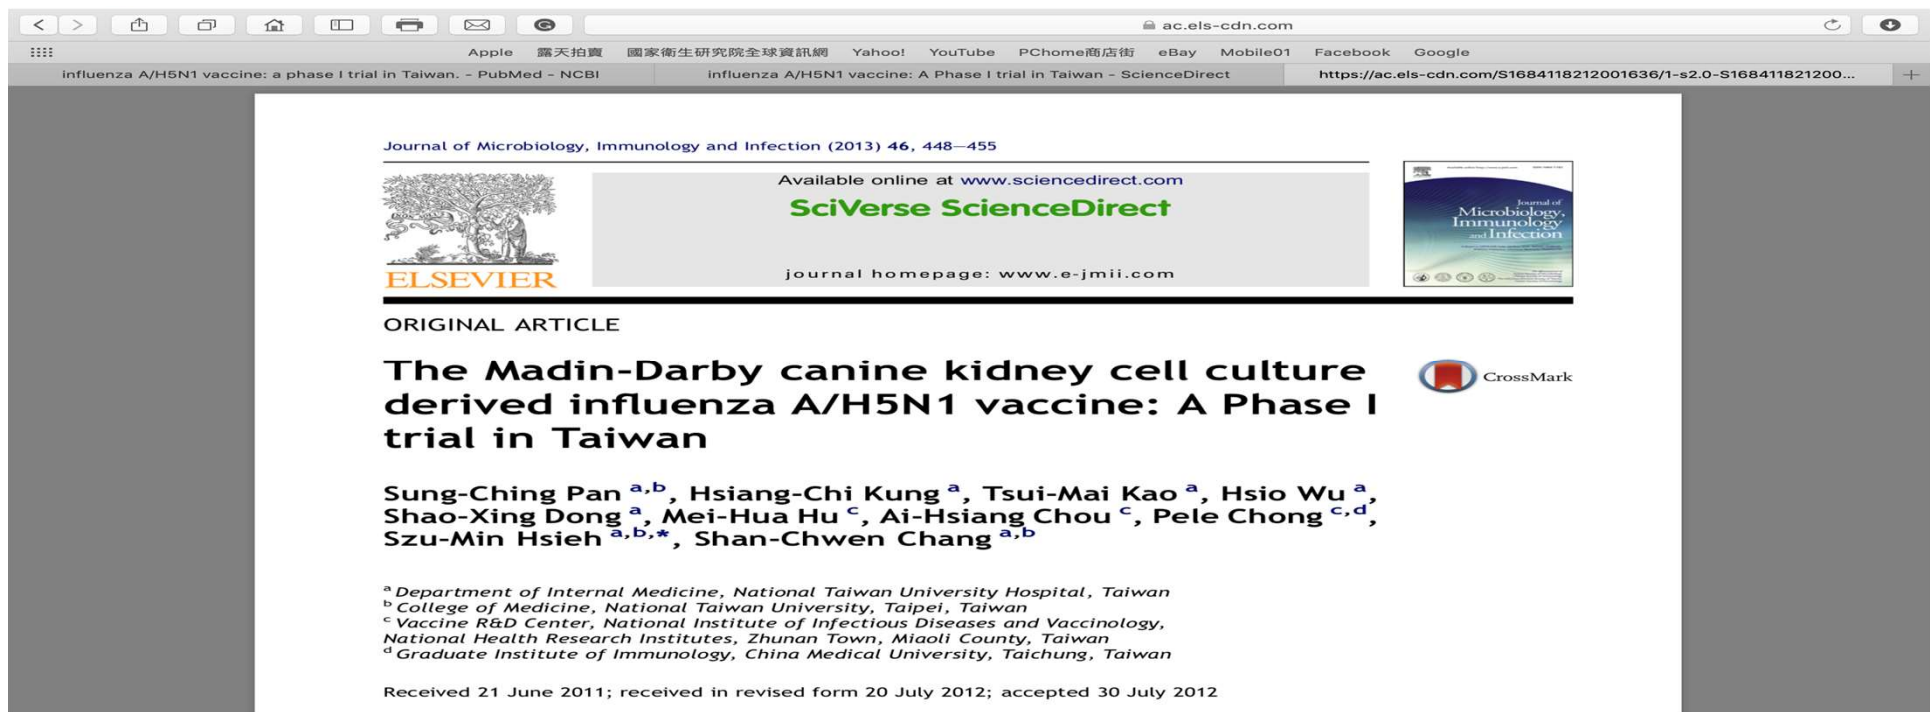 ac.els-cdn.com
Apple 露天拍賣 國家衛生研究院全球資訊網 Yahoo! YouTube PChome商店街 eBay Mobile01 Facebook Google
influenza A/H5N1 vaccine: a phase I trial in Taiwan. - PubMed - NCBI
influenza A/H5N1 vaccine: A Phase I trial in Taiwan - ScienceDirect
https://ac.els-cdn.com/S1684118212001636/1-s2.0-S168411821200...
Journal of Microbiology, Immunology and Infection (2013) 46, 448–455
ELSEVIER
Available online at www.sciencedirect.com
SciVerse ScienceDirect
journal homepage: www.e-jmii.com
Journal of
Microbiology,
Immunology
and Infection
ORIGINAL ARTICLE
The Madin-Darby canine kidney cell culture
derived influenza A/H5N1 vaccine: A Phase I
trial in Taiwan
CrossMark
Sung-Ching Pan a,b, Hsiang-Chi Kung a, Tsui-Mai Kao a, Hsio Wu a,
Shao-Xing Dong a, Mei-Hua Hu c, Ai-Hsiang Chou c, Pele Chong c,d,
Szu-Min Hsieh a,b,*, Shan-Chwen Chang a,b
a Department of Internal Medicine, National Taiwan University Hospital, Taiwan
b College of Medicine, National Taiwan University, Taipei, Taiwan
c Vaccine R&D Center, National Institute of Infectious Diseases and Vaccinology,
National Health Research Institutes, Zhunan Town, Miaoli County, Taiwan
d Graduate Institute of Immunology, China Medical University, Taichung, Taiwan
Received 21 June 2011; received in revised form 20 July 2012; accepted 30 July 2012